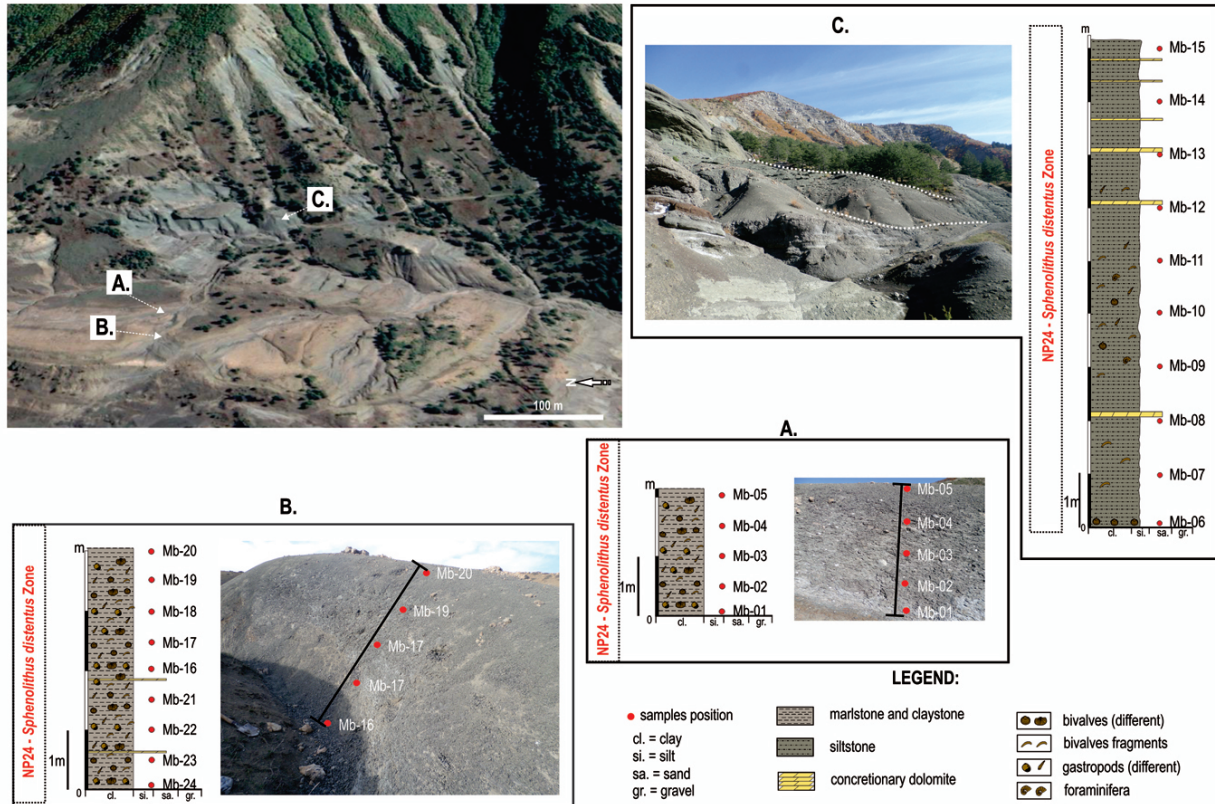 C.
A.
B.
N
100 m
C.
NP24 - Sphenolithus distentus Zone
m
Mb-15
Mb-14
Mb-13
Mb-12
Mb-11
Mb-10
Mb-09
Mb-08
Mb-07
1m
Mb-06
0
cl. si. sa. gr.
A.
NP24 - Sphenolithus distentus Zone
m
Mb-05
Mb-04
Mb-03
1m
Mb-02
Mb-01
0
cl. si. sa. gr.
Mb-05
Mb-04
Mb-03
Mb-02
Mb-01
B.
NP24 - Sphenolithus distentus Zone
m
Mb-20
Mb-19
Mb-18
Mb-17
Mb-16
Mb-21
Mb-22
1m
Mb-23
Mb-24
0
cl. si. sa. gr.
Mb-20
Mb-19
Mb-17
Mb-17
Mb-16
LEGEND:
samples position
cl. = clay
si. = silt
sa. = sand
gr. = gravel
marlstone and claystone
siltstone
concretionary dolomite
bivalves (different)
bivalves fragments
gastropods (different)
foraminifera